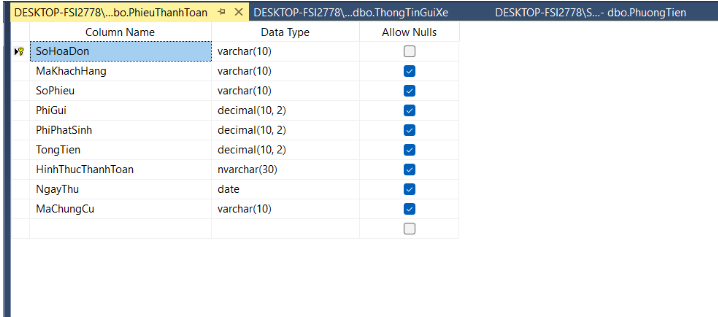 DESKTOP-FSI2778\...bo.PhieuThanhToan DESKTOP-FSI2778\...dbo.ThongTinGuiXe DESKTOP-FSI2778\S...- dbo.PhuongTien
Column Name Data Type Allow Nulls
SoHoaDon varchar(10)
MaKhachHang varchar(10)
SoPhieu varchar(10)
PhiGui decimal(10, 2)
PhiPhatSinh decimal(10, 2)
TongTien decimal(10, 2)
HinhThucThanhToan nvarchar(30)
NgayThu date
MaChungCu varchar(10)